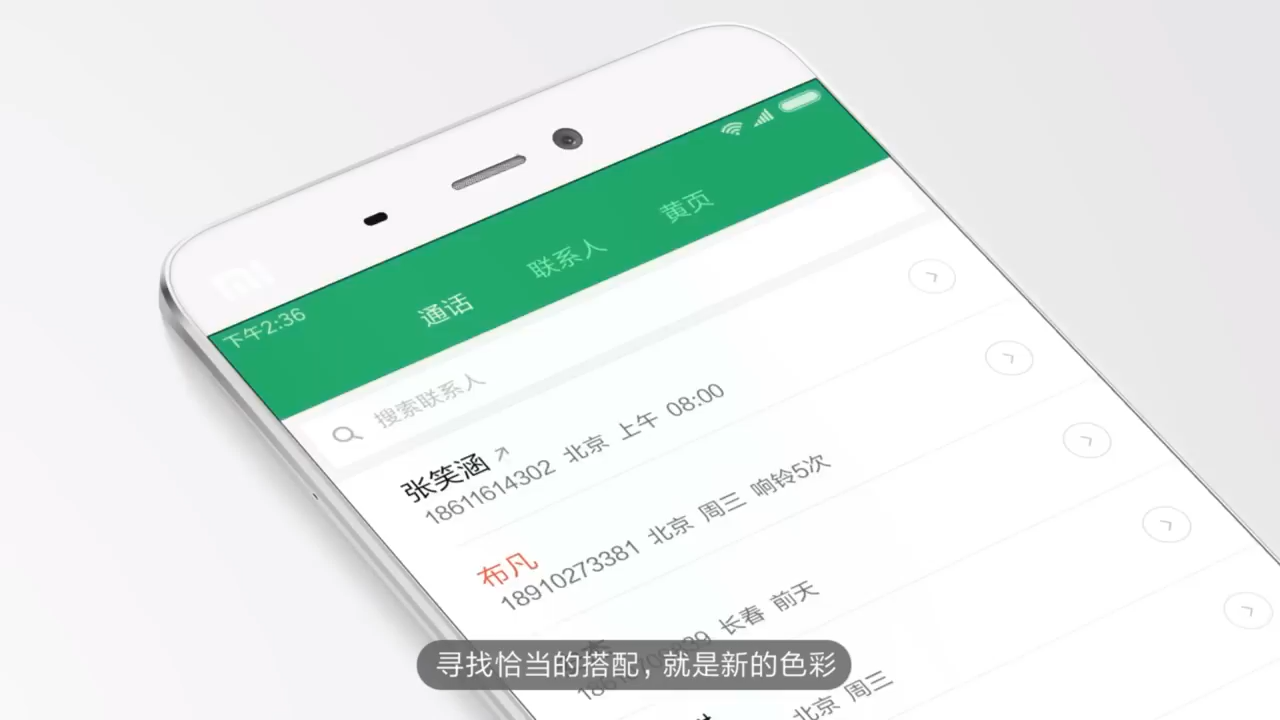 mi
下午2:36
通话 联系人 黄页
搜索联系人
张笑涵
18611614302 北京 上午 08:00
布凡
18910273381 北京 周三 响铃5次
长春 前天
北京 周三
寻找恰当的搭配，就是新的色彩